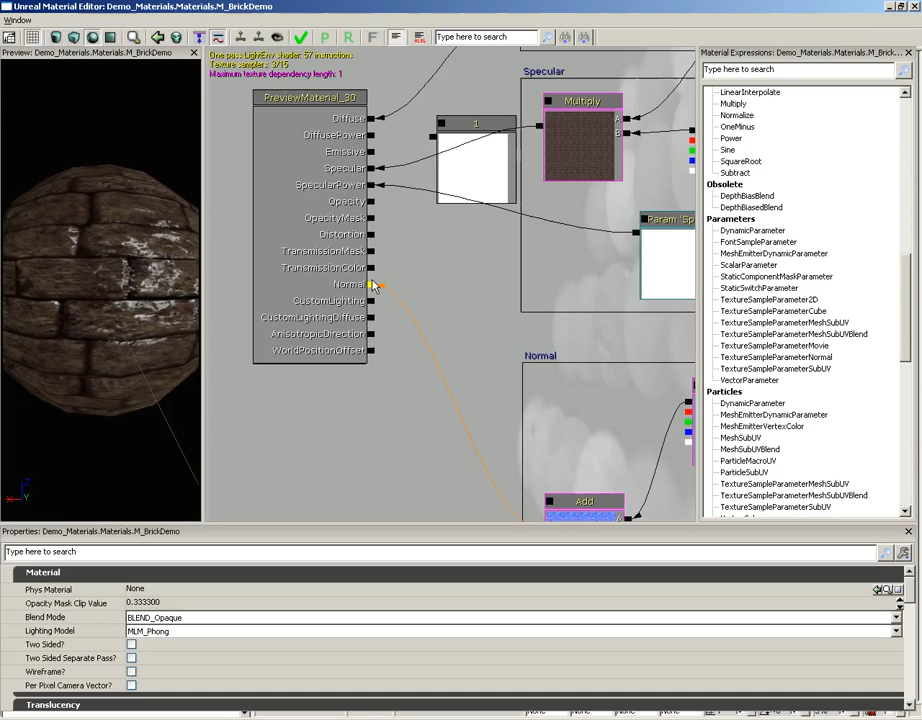 Unreal Material Editor: Demo_Materials.Materials.M_BrickDemo
Window
Type here to search
Preview: Demo_Materials.Materials.M_BrickDemo
One pass LightEnv shader: 57 instructions
Texture samplers: 3/15
Maximum texture dependency length: 1
PreviewMaterial_30
Diffuse
DiffusePower
Emissive
Specular
SpecularPower
Opacity
OpacityMask
Distortion
TransmissionMask
TransmissionColor
Normal
CustomLighting
CustomLightingDiffuse
AnisotropicDirection
WorldPositionOffset
1
Specular
Multiply
A
B
Param 'Sp
Normal
Add
Material Expressions: Demo_Materials.Materials.M_Brick...
Type here to search
LinearInterpolate
Multiply
Normalize
OneMinus
Power
Sine
SquareRoot
Subtract
Obsolete
DepthBiasBlend
DepthBiasedBlend
Parameters
DynamicParameter
FontSampleParameter
MeshEmitterDynamicParameter
ScalarParameter
StaticComponentMaskParameter
StaticSwitchParameter
TextureSampleParameter2D
TextureSampleParameterCube
TextureSampleParameterMeshSubUV
TextureSampleParameterMeshSubUVBlend
TextureSampleParameterMovie
TextureSampleParameterNormal
TextureSampleParameterSubUV
VectorParameter
Particles
DynamicParameter
MeshEmitterDynamicParameter
MeshEmitterVertexColor
MeshSubUV
MeshSubUVBlend
ParticleMacroUV
ParticleSubUV
TextureSampleParameterMeshSubUV
TextureSampleParameterMeshSubUVBlend
TextureSampleParameterSubUV
Z
Y
Properties: Demo_Materials.Materials.M_BrickDemo
Type here to search
Material
Phys Material None
Opacity Mask Clip Value 0.333300
Blend Mode BLEND_Opaque
Lighting Model MLM_Phong
Two Sided?
Two Sided Separate Pass?
Wireframe?
Per Pixel Camera Vector?
Translucency